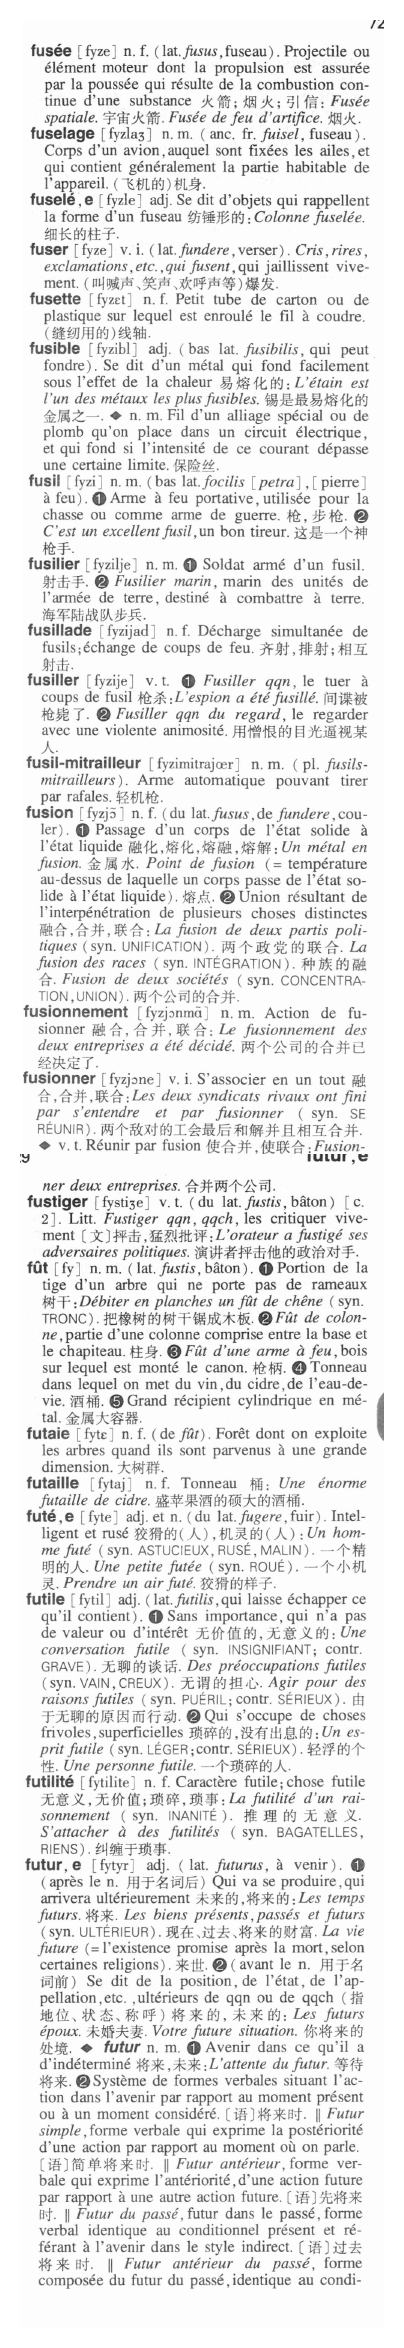 72
fusée [fyze] n. f. (lat. fusus, fuseau). Projectile ou
élément moteur dont la propulsion est assurée
par la poussée qui résulte de la combustion con-
tinue d'une substance 火箭; 烟火; 引信: Fusée
spatiale. 宇宙火箭. Fusée de feu d'artifice. 烟火.
fuselage [fyzlaʒ] n. m. (anc. fr. fuisel, fuseau).
Corps d'un avion, auquel sont fixées les ailes, et
qui contient généralement la partie habitable de
l'appareil. (飞机的)机身.
fuselé, e [fyzle] adj. Se dit d'objets qui rappellent
la forme d'un fuseau 纺锤形的: Colonne fuselée.
细长的柱子.
fuser [fyze] v. i. (lat. fundere, verser). Cris, rires,
exclamations, etc., qui fusent, qui jaillissent vive-
ment. (叫喊声、笑声、欢呼声等)爆发.
fusette [fyzɛt] n. f. Petit tube de carton ou de
plastique sur lequel est enroulé le fil à coudre.
(缝纫用的)线轴.
fusible [fyzibl] adj. (bas lat. fusibilis, qui peut
fondre). Se dit d'un métal qui fond facilement
sous l'effet de la chaleur 易熔化的: L'étain est
l'un des métaux les plus fusibles. 锡是最易熔化的
金属之一. ◆ n. m. Fil d'un alliage spécial ou de
plomb qu'on place dans un circuit électrique,
et qui fond si l'intensité de ce courant dépasse
une certaine limite. 保险丝.
fusil [fyzi] n. m. (bas lat. focilis [petra], [pierre]
à feu). ❶ Arme à feu portative, utilisée pour la
chasse ou comme arme de guerre. 枪, 步枪. ❷
C'est un excellent fusil, un bon tireur. 这是一个神
枪手.
fusilier [fyzilje] n. m. ❶ Soldat armé d'un fusil.
射击手. ❷ Fusilier marin, marin des unités de
l'armée de terre, destiné à combattre à terre.
海军陆战队步兵.
fusillade [fyzijad] n. f. Décharge simultanée de
fusils; échange de coups de feu. 齐射, 排射; 相互
射击.
fusiller [fyzije] v. t. ❶ Fusiller qqn, le tuer à
coups de fusil 枪杀: L'espion a été fusillé. 间谍被
枪毙了. ❷ Fusiller qqn du regard, le regarder
avec une violente animosité. 用憎恨的目光逼视某
人.
fusil-mitrailleur [fyzimitrajœr] n. m. (pl. fusils-
mitrailleurs). Arme automatique pouvant tirer
par rafales. 轻机枪.
fusion [fyzjɔ̃] n. f. (du lat. fusus, de fundere, cou-
ler). ❶ Passage d'un corps de l'état solide à
l'état liquide 融化, 熔化, 熔融, 熔解: Un métal en
fusion. 金属水. Point de fusion (= température
au-dessus de laquelle un corps passe de l'état so-
lide à l'état liquide). 熔点. ❷ Union résultant de
l'interpénétration de plusieurs choses distinctes
融合, 合并, 联合: La fusion de deux partis poli-
tiques (syn. UNIFICATION). 两个政党的联合. La
fusion des races (syn. INTÉGRATION). 种族的融
合. Fusion de deux sociétés (syn. CONCENTRA-
TION, UNION). 两个公司的合并.
fusionnement [fyzjɔnmɑ̃] n. m. Action de fu-
sionner 融合, 合并, 联合: Le fusionnement des
deux entreprises a été décidé. 两个公司的合并已
经决定了.
fusionner [fyzjɔne] v. i. S'associer en un tout 融
合, 合并, 联合: Les deux syndicats rivaux ont fini
par s'entendre et par fusionner (syn. SE
RÉUNIR). 两个敌对的工会最后和解并且相互合并.
◆ v. t. Réunir par fusion 使合并, 使联合: Fusion-
futur, e
ner deux entreprises. 合并两个公司.
fustiger [fystiʒe] v. t. (du lat. fustis, bâton) [c.
2]. Litt. Fustiger qqn, qqch, les critiquer vive-
ment 〔文〕抨击, 猛烈批评: L'orateur a fustigé ses
adversaires politiques. 演讲者抨击他的政治对手.
fût [fy] n. m. (lat. fustis, bâton). ❶ Portion de la
tige d'un arbre qui ne porte pas de rameaux
树干: Débiter en planches un fût de chêne (syn.
TRONC). 把橡树的树干锯成木板. ❷ Fût de colon-
ne, partie d'une colonne comprise entre la base et
le chapiteau. 柱身. ❸ Fût d'une arme à feu, bois
sur lequel est monté le canon. 枪柄. ❹ Tonneau
dans lequel on met du vin, du cidre, de l'eau-de-
vie. 酒桶. ❺ Grand récipient cylindrique en mé-
tal. 金属大容器.
futaie [fytɛ] n. f. (de fût). Forêt dont on exploite
les arbres quand ils sont parvenus à une grande
dimension. 大树群.
futaille [fytaj] n. f. Tonneau 桶: Une énorme
futaille de cidre. 盛苹果酒的硕大的酒桶.
futé, e [fyte] adj. et n. (du lat. fugere, fuir). Intel-
ligent et rusé 狡猾的(人), 机灵的(人): Un hom-
me futé (syn. ASTUCIEUX, RUSÉ, MALIN). 一个精
明的人. Une petite futée (syn. ROUÉ). 一个小机
灵. Prendre un air futé. 狡猾的样子.
futile [fytil] adj. (lat. futilis, qui laisse échapper ce
qu'il contient). ❶ Sans importance, qui n'a pas
de valeur ou d'intérêt 无价值的, 无意义的: Une
conversation futile (syn. INSIGNIFIANT; contr.
GRAVE). 无聊的谈话. Des préoccupations futiles
(syn. VAIN, CREUX). 无谓的担心. Agir pour des
raisons futiles (syn. PUÉRIL; contr. SÉRIEUX). 由
于无聊的原因而行动. ❷ Qui s'occupe de choses
frivoles, superficielles 琐碎的, 没有出息的: Un es-
prit futile (syn. LÉGER; contr. SÉRIEUX). 轻浮的个
性. Une personne futile. 一个琐碎的人.
futilité [fytilite] n. f. Caractère futile; chose futile
无意义, 无价值; 琐碎, 琐事: La futilité d'un rai-
sonnement (syn. INANITÉ). 推理的无意义.
S'attacher à des futilités (syn. BAGATELLES,
RIENS). 纠缠于琐事.
futur, e [fytyr] adj. (lat. futurus, à venir). ❶
(après le n. 用于名词后) Qui va se produire, qui
arrivera ultérieurement 未来的, 将来的: Les temps
futurs. 将来. Les biens présents, passés et futurs
(syn. ULTÉRIEUR). 现在、过去、将来的财富. La vie
future (= l'existence promise après la mort, selon
certaines religions). 来世. ❷ (avant le n. 用于名
词前) Se dit de la position, de l'état, de l'ap-
pellation, etc., ultérieurs de qqn ou de qqch (指
地位、状态、称呼) 将来的, 未来的: Les futurs
époux. 未婚夫妻. Votre future situation. 你将来的
处境. ◆ futur n. m. ❶ Avenir dans ce qu'il a
d'indéterminé 将来, 未来: L'attente du futur. 等待
将来. ❷ Système de formes verbales situant l'ac-
tion dans l'avenir par rapport au moment présent
ou à un moment considéré. 〔语〕将来时. ‖ Futur
simple, forme verbale qui exprime la postériorité
d'une action par rapport au moment où on parle.
〔语〕简单将来时. ‖ Futur antérieur, forme ver-
bale qui exprime l'antériorité, d'une action future
par rapport à une autre action future. 〔语〕先将来
时. ‖ Futur du passé, futur dans le passé, forme
verbal identique au conditionnel présent et ré-
férant à l'avenir dans le style indirect. 〔语〕过去
将来时. ‖ Futur antérieur du passé, forme
composée du futur du passé, identique au condi-